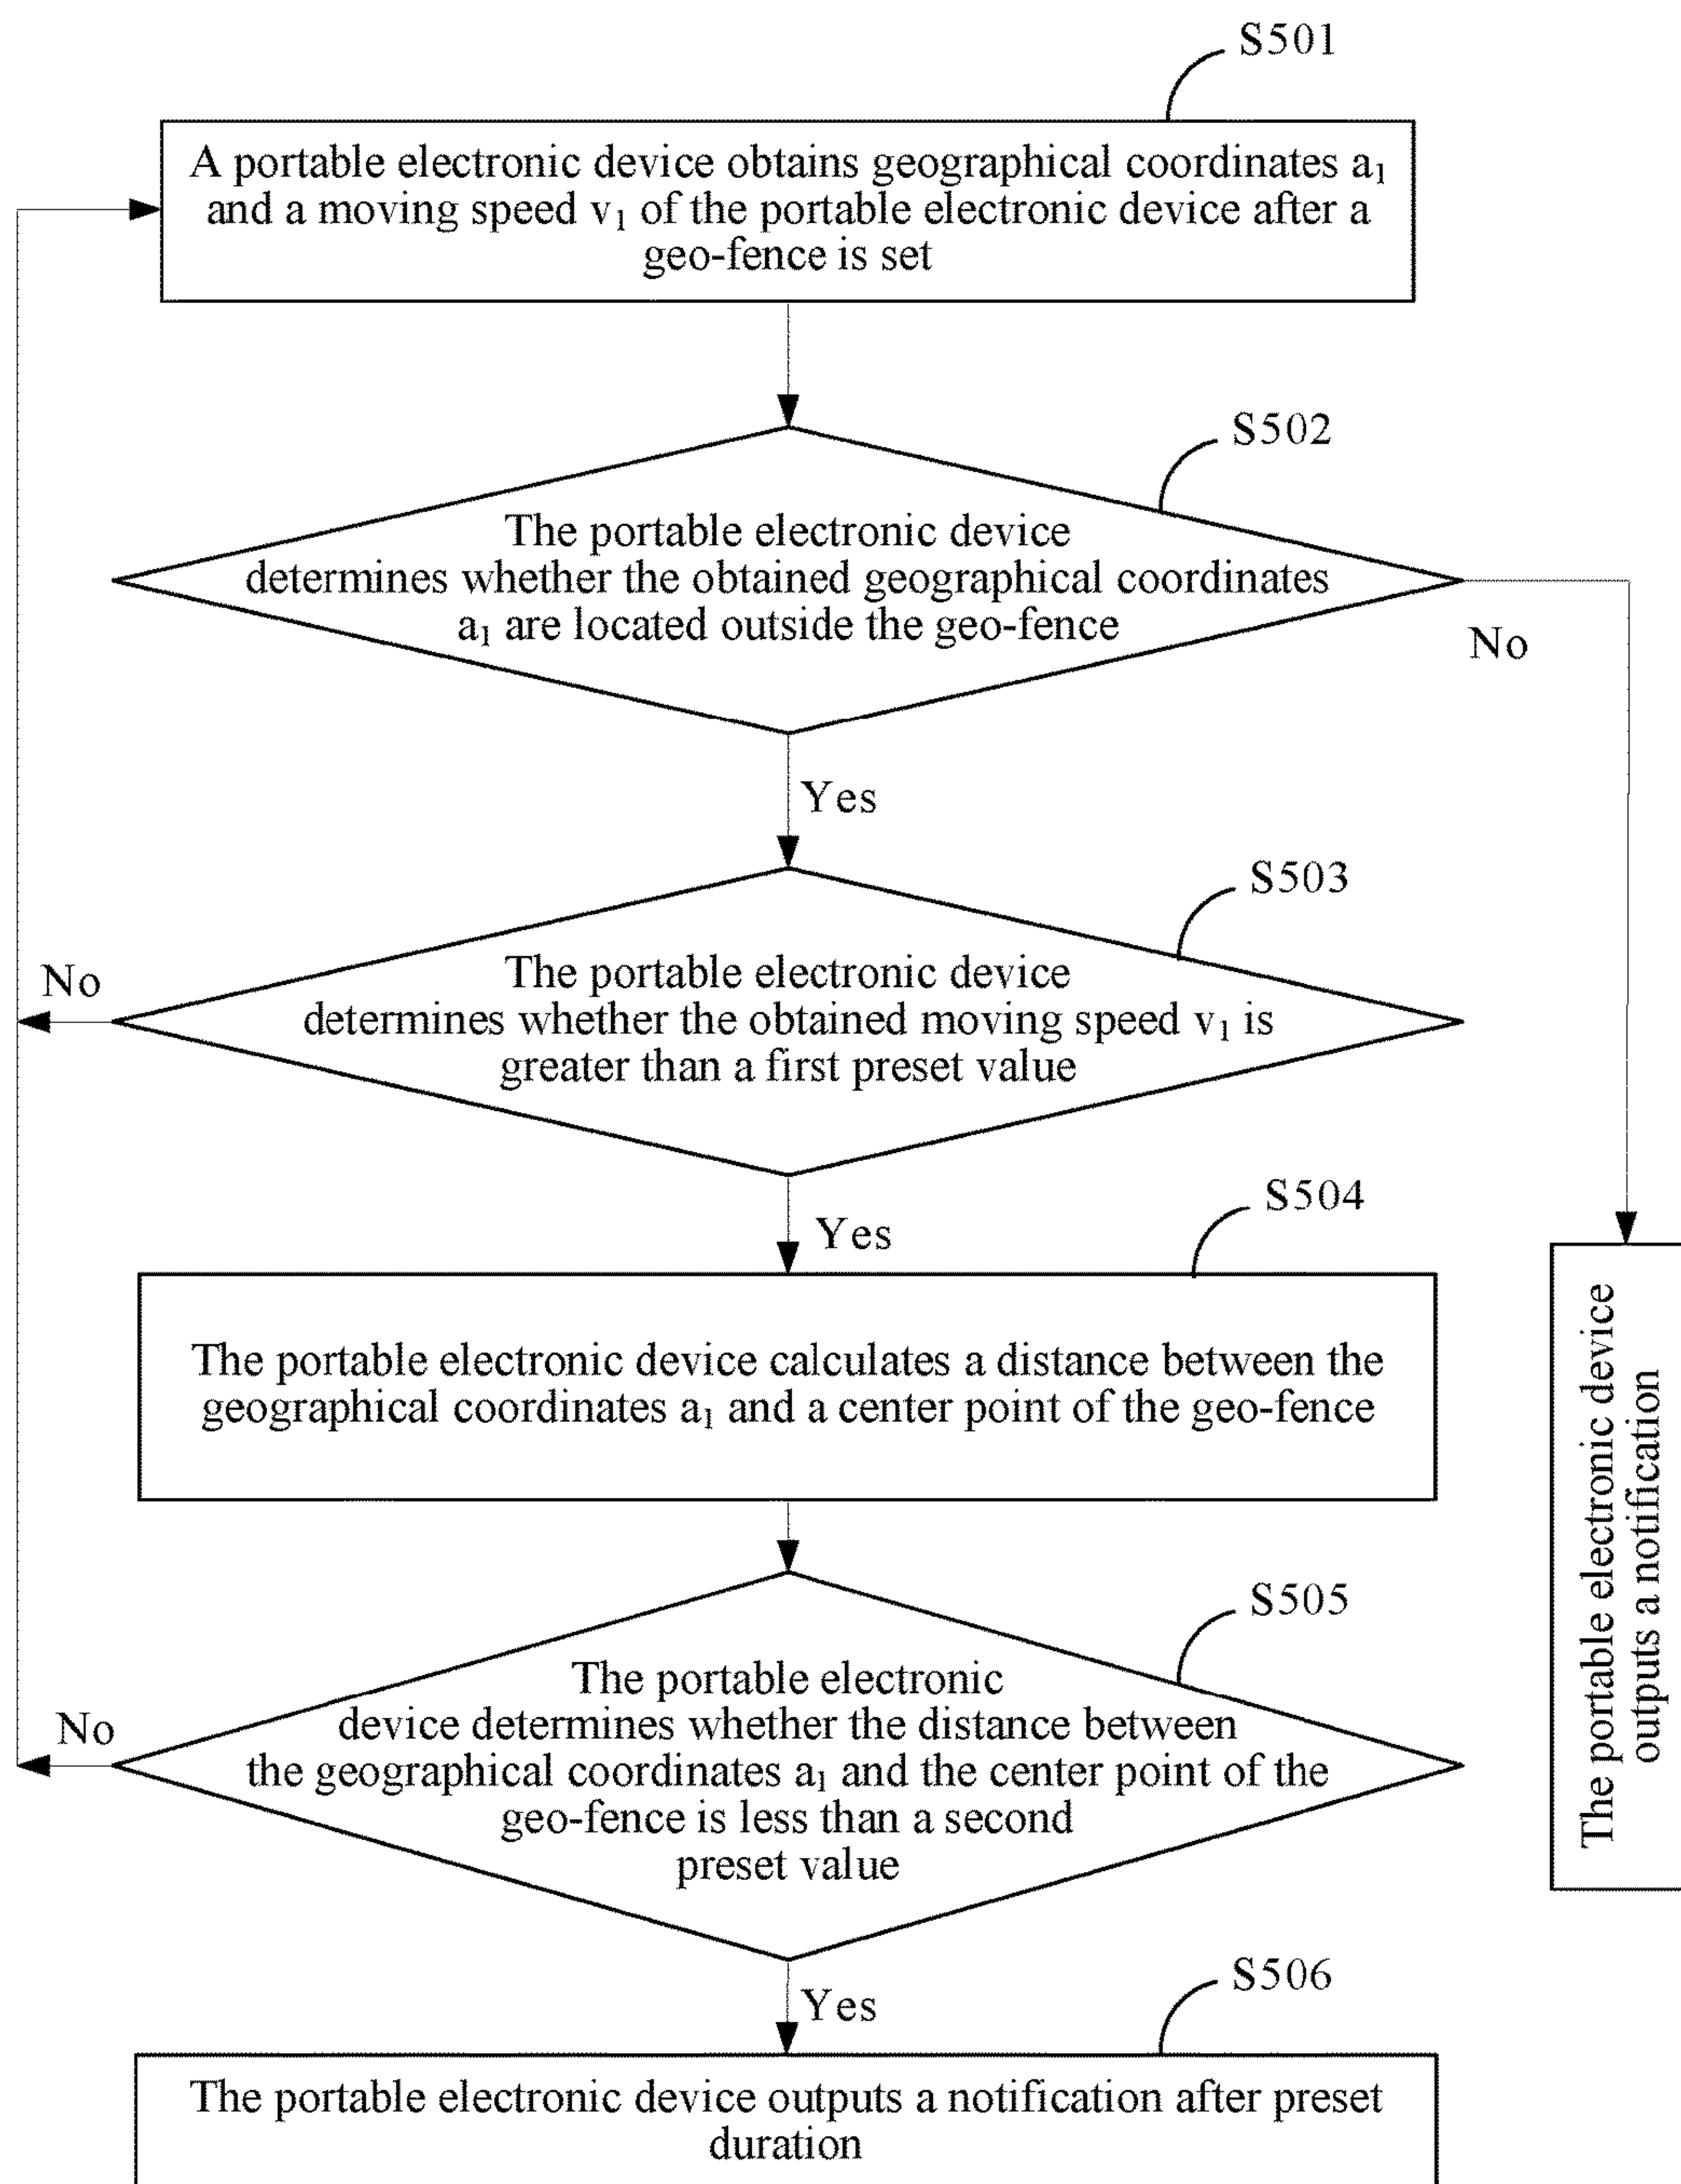 S501
A portable electronic device obtains geographical coordinates a₁
and a moving speed v₁ of the portable electronic device after a
geo-fence is set
S502
The portable electronic device
determines whether the obtained geographical coordinates
a₁ are located outside the geo-fence
No
Yes
S503
The portable electronic device
determines whether the obtained moving speed v₁ is
greater than a first preset value
No
Yes
S504
The portable electronic device calculates a distance between the
geographical coordinates a₁ and a center point of the geo-fence
The portable electronic device
outputs a notification
S505
The portable electronic
device determines whether the distance between
the geographical coordinates a₁ and the center point of the
geo-fence is less than a second
preset value
No
Yes
S506
The portable electronic device outputs a notification after preset
duration